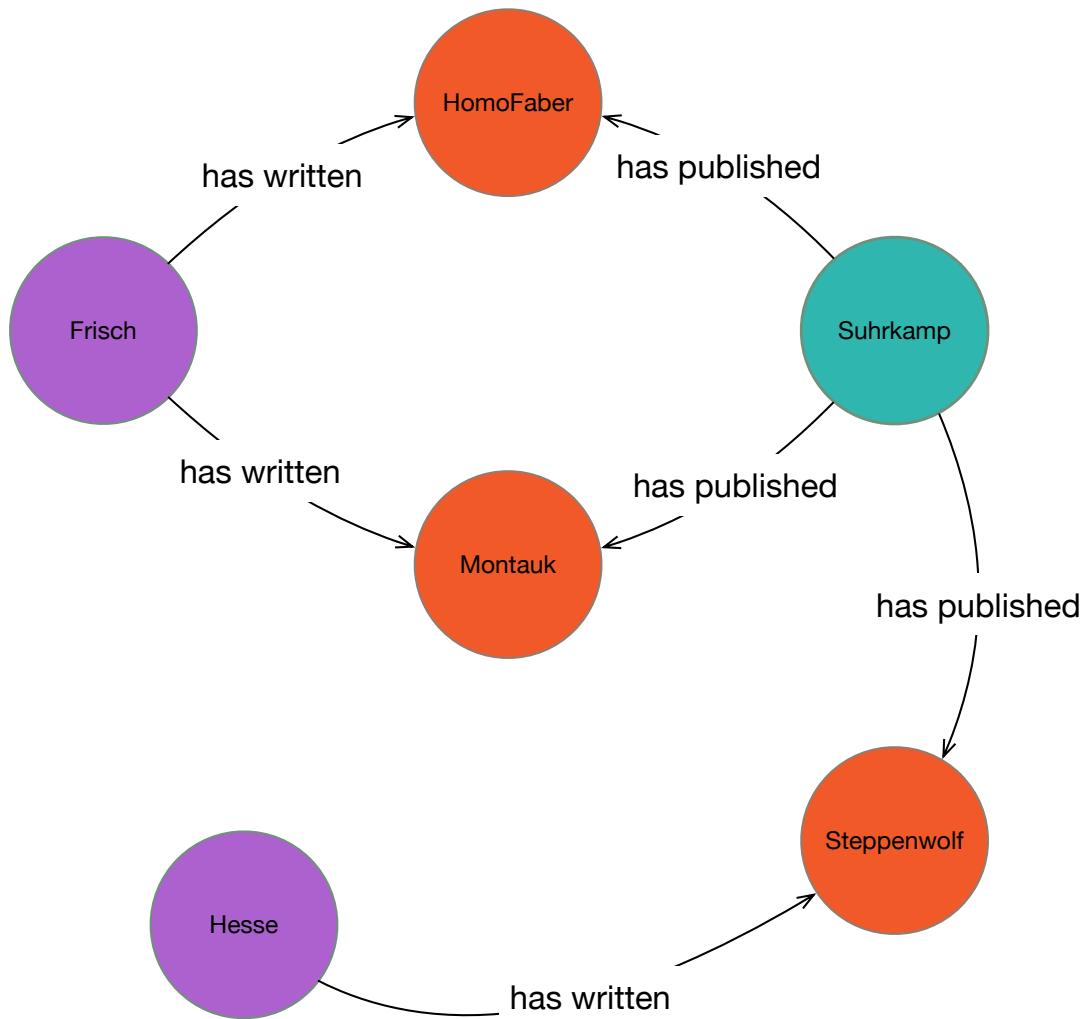 HomoFaber
has published
has written
Frisch
Suhrkamp
has written
has published
Montauk
has published
Steppenwolf
Hesse
has written